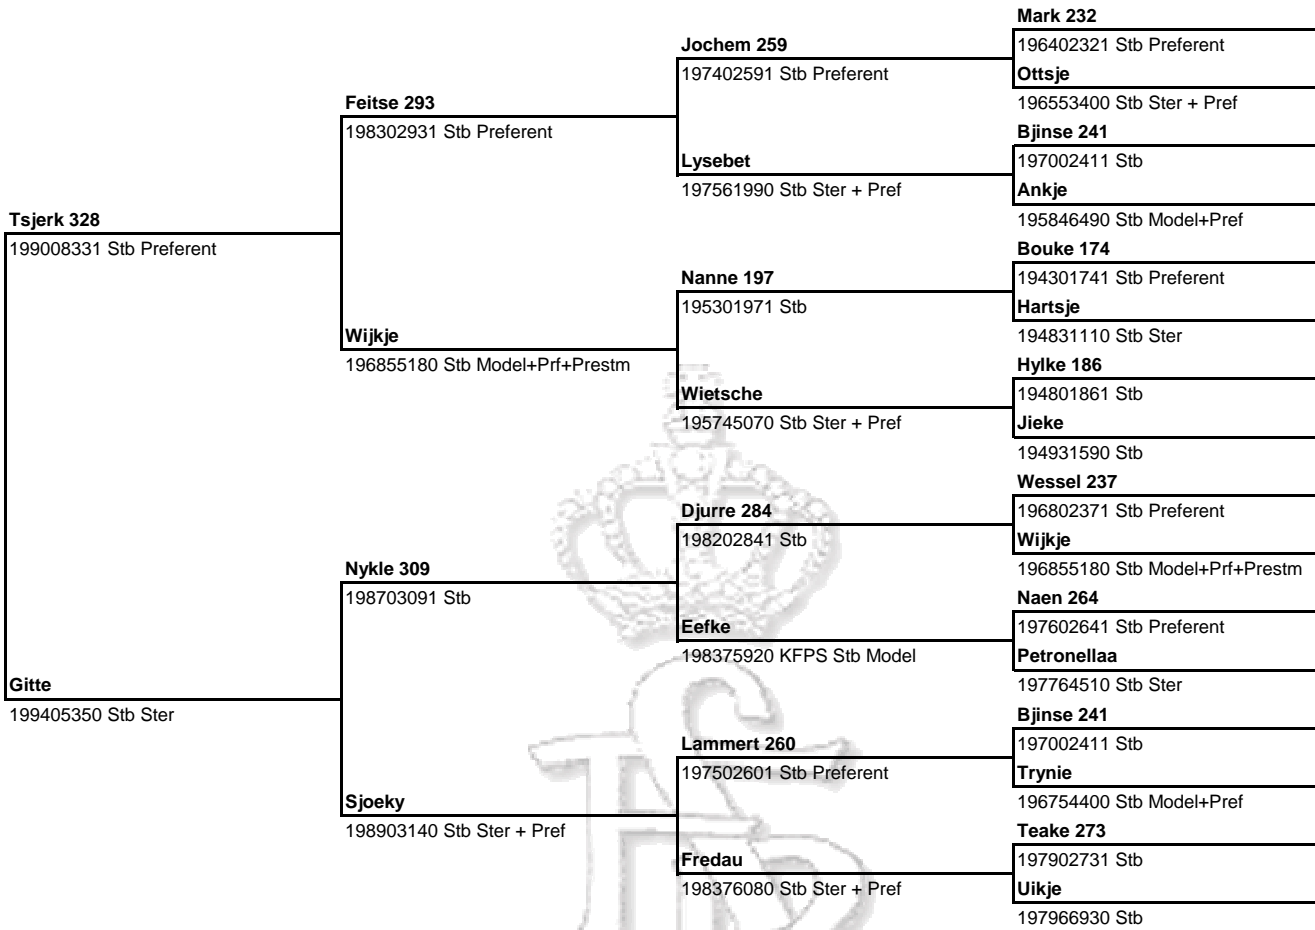 Mark 232
196402321 Stb Preferent
Jochem 259
197402591 Stb Preferent
Ottsje
196553400 Stb Ster + Pref
Feitse 293
198302931 Stb Preferent
Bjinse 241
197002411 Stb
Lysebet
197561990 Stb Ster + Pref
Ankje
195846490 Stb Model+Pref
Tsjerk 328
199008331 Stb Preferent
Bouke 174
194301741 Stb Preferent
Nanne 197
195301971 Stb
Hartsje
194831110 Stb Ster
Wijkje
196855180 Stb Model+Prf+Prestm
Hylke 186
194801861 Stb
Wietsche
195745070 Stb Ster + Pref
Jieke
194931590 Stb
Wessel 237
196802371 Stb Preferent
Djurre 284
198202841 Stb
Wijkje
196855180 Stb Model+Prf+Prestm
Nykle 309
198703091 Stb
Naen 264
197602641 Stb Preferent
Eefke
198375920 KFPS Stb Model
Petronellaa
197764510 Stb Ster
Gitte
199405350 Stb Ster
Bjinse 241
197002411 Stb
Lammert 260
197502601 Stb Preferent
Trynie
196754400 Stb Model+Pref
Sjoeky
198903140 Stb Ster + Pref
Teake 273
197902731 Stb
Fredau
198376080 Stb Ster + Pref
Uikje
197966930 Stb